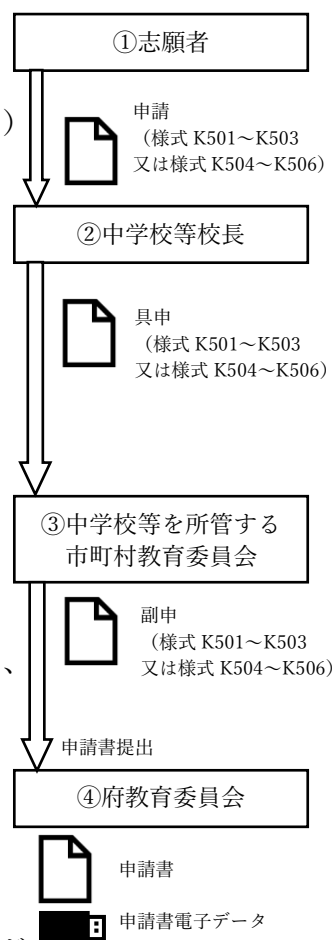 ①志願者
)
申請
（様式 K501～K503
又は様式 K504～K506）
②中学校等校長
具申
（様式 K501～K503
又は様式 K504～K506）
③中学校等を所管する
市町村教育委員会
副申
（様式 K501～K503
又は様式 K504～K506）
、
申請書提出
④府教育委員会
申請書
申請書電子データ